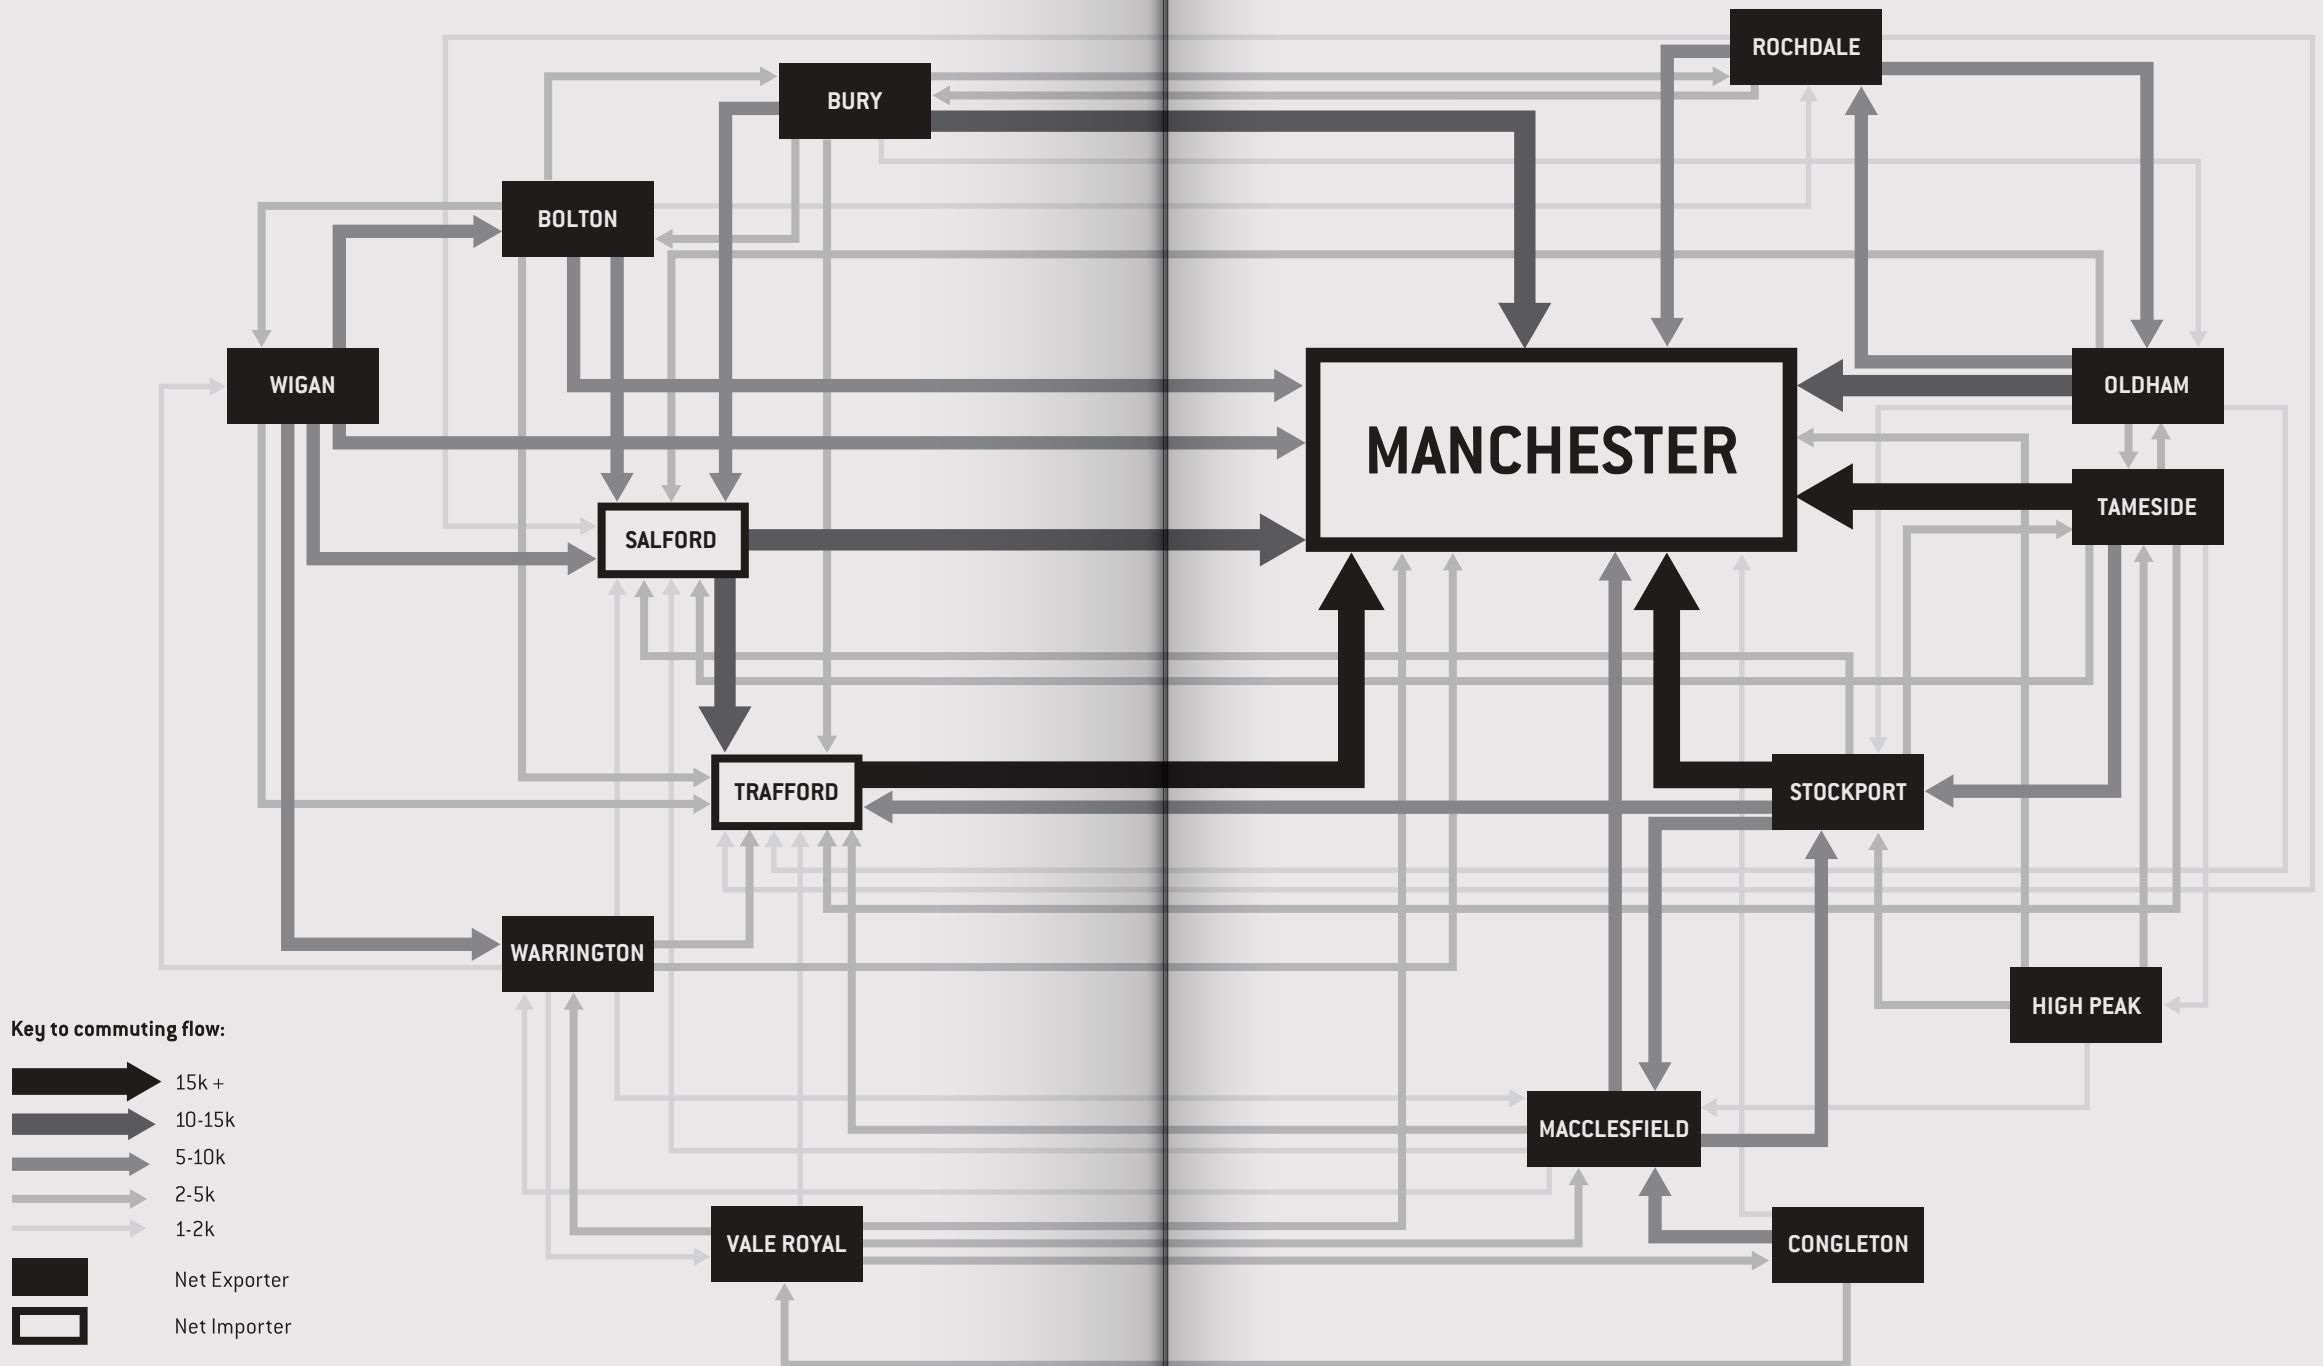 ROCHDALE
BURY
BOLTON
WIGAN
MANCHESTER
OLDHAM
TAMESIDE
SALFORD
TRAFFORD
STOCKPORT
WARRINGTON
HIGH PEAK
MACCLESFIELD
VALE ROYAL
CONGLETON
Key to commuting flow:
15k +
10-15k
5-10k
2-5k
1-2k
Net Exporter
Net Importer